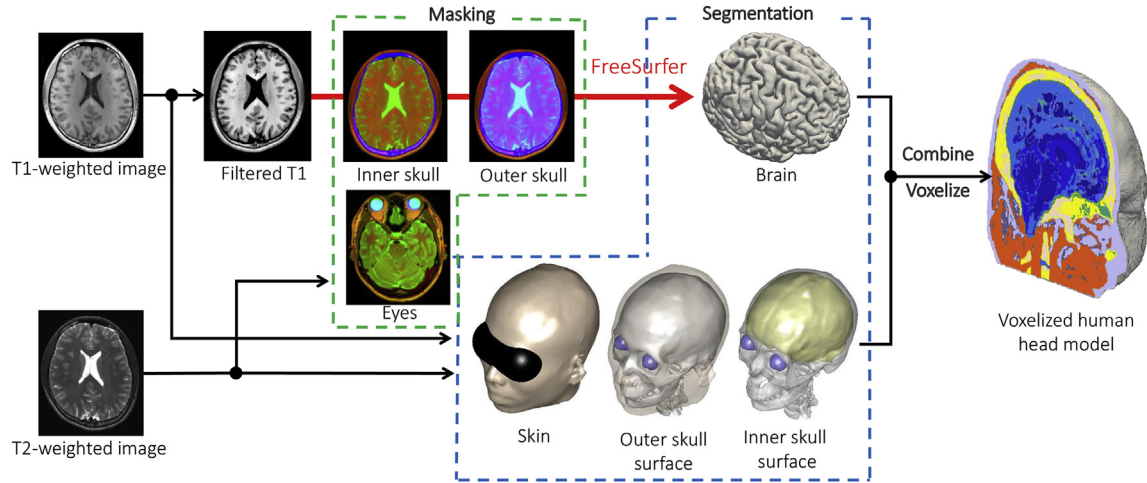 Masking
Segmentation
FreeSurfer
T1-weighted image
Filtered T1
Inner skull
Outer skull
Brain
Combine
Voxelize
Eyes
Voxelized human
head model
T2-weighted image
Skin
Outer skull
surface
Inner skull
surface